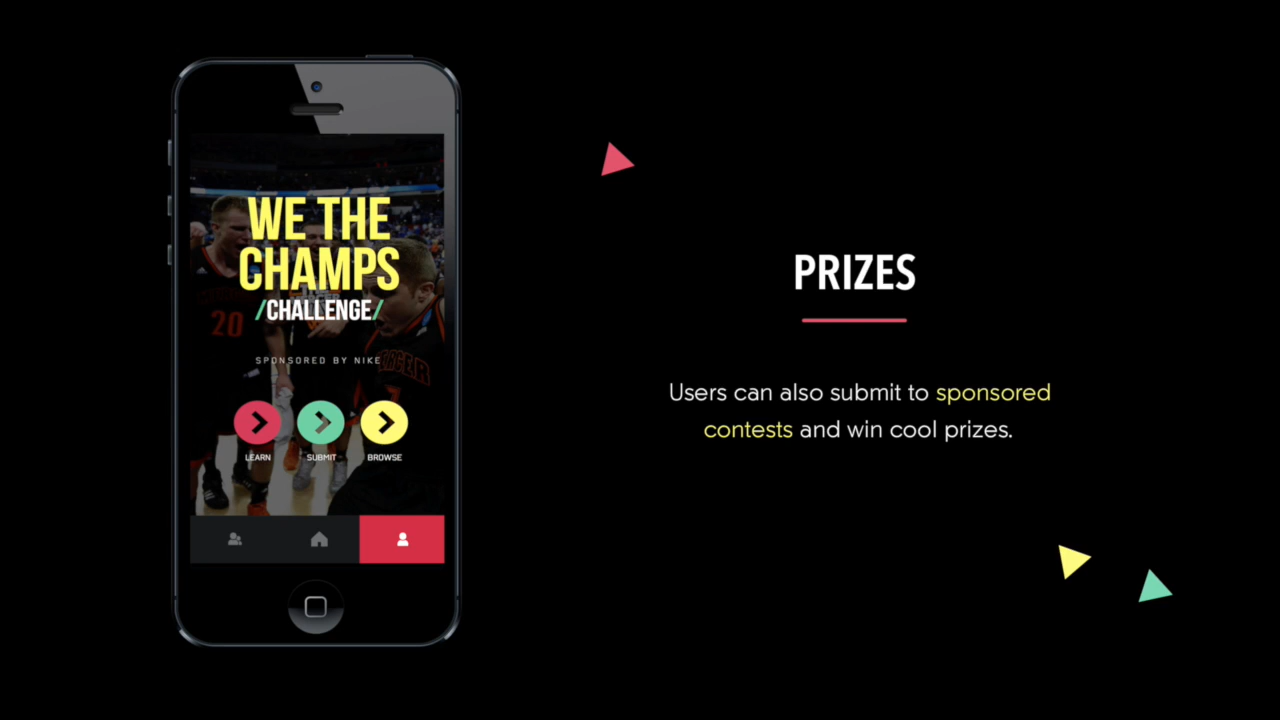 WE THE
CHAMPS
/CHALLENGE/
SPONSORED BY NIKE
LEARN
SUBMIT
BROWSE
20
PRIZES
Users can also submit to sponsored
contests and win cool prizes.